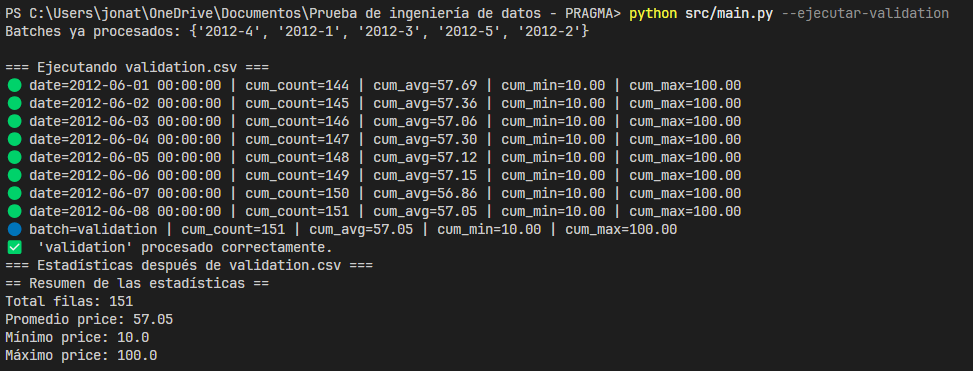 PS C:\Users\jonat\OneDrive\Documentos\Prueba de ingeniería de datos - PRAGMA> python src/main.py --ejecutar-validation
Batches ya procesados: {'2012-4', '2012-1', '2012-3', '2012-5', '2012-2'}
=== Ejecutando validation.csv ===
date=2012-06-01 00:00:00 | cum_count=144 | cum_avg=57.69 | cum_min=10.00 | cum_max=100.00
date=2012-06-02 00:00:00 | cum_count=145 | cum_avg=57.36 | cum_min=10.00 | cum_max=100.00
date=2012-06-03 00:00:00 | cum_count=146 | cum_avg=57.06 | cum_min=10.00 | cum_max=100.00
date=2012-06-04 00:00:00 | cum_count=147 | cum_avg=57.30 | cum_min=10.00 | cum_max=100.00
date=2012-06-05 00:00:00 | cum_count=148 | cum_avg=57.12 | cum_min=10.00 | cum_max=100.00
date=2012-06-06 00:00:00 | cum_count=149 | cum_avg=57.15 | cum_min=10.00 | cum_max=100.00
date=2012-06-07 00:00:00 | cum_count=150 | cum_avg=56.86 | cum_min=10.00 | cum_max=100.00
date=2012-06-08 00:00:00 | cum_count=151 | cum_avg=57.05 | cum_min=10.00 | cum_max=100.00
batch=validation | cum_count=151 | cum_avg=57.05 | cum_min=10.00 | cum_max=100.00
'validation' procesado correctamente.
=== Estadísticas después de validation.csv ===
== Resumen de las estadísticas ==
Total filas: 151
Promedio price: 57.05
Mínimo price: 10.0
Máximo price: 100.0